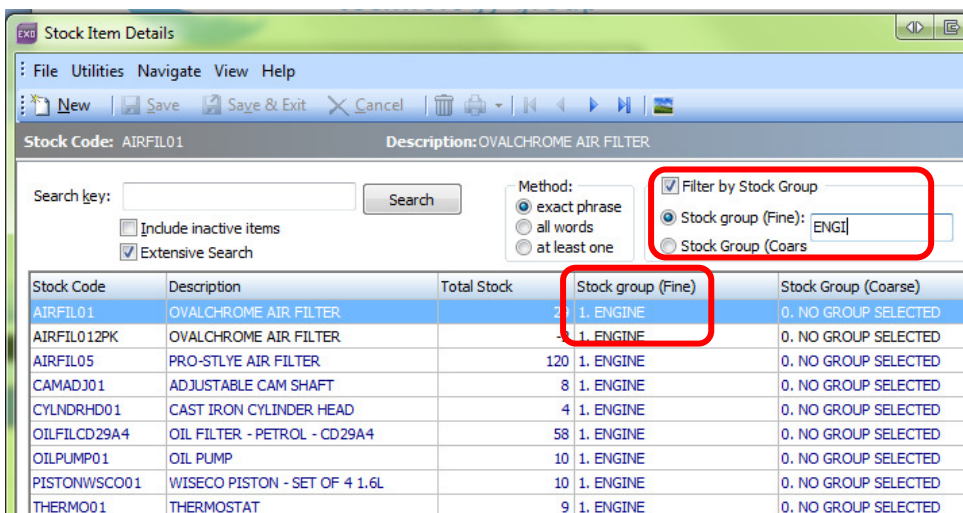 EXO Stock Item Details
File Utilities Navigate View Help
New Save Save & Exit Cancel
Stock Code: AIRFIL01 Description: OVALCHROME AIR FILTER
Search key: Search
Include inactive items
Extensive Search
Method:
exact phrase
all words
at least one
Filter by Stock Group
Stock group (Fine): ENGI
Stock Group (Coars
Stock Code Description Total Stock Stock group (Fine) Stock Group (Coarse)
AIRFIL01 OVALCHROME AIR FILTER 1. ENGINE 0. NO GROUP SELECTED
AIRFIL012PK OVALCHROME AIR FILTER 1. ENGINE 0. NO GROUP SELECTED
AIRFIL05 PRO-STLYE AIR FILTER 120 1. ENGINE 0. NO GROUP SELECTED
CAMADJ01 ADJUSTABLE CAM SHAFT 8 1. ENGINE 0. NO GROUP SELECTED
CYLNDRHD01 CAST IRON CYLINDER HEAD 4 1. ENGINE 0. NO GROUP SELECTED
OILFILCD29A4 OIL FILTER - PETROL - CD29A4 58 1. ENGINE 0. NO GROUP SELECTED
OILPUMP01 OIL PUMP 10 1. ENGINE 0. NO GROUP SELECTED
PISTONWSCO01 WISECO PISTON - SET OF 4 1.6L 10 1. ENGINE 0. NO GROUP SELECTED
THERMO01 THERMOSTAT 9 1. ENGINE 0. NO GROUP SELECTED